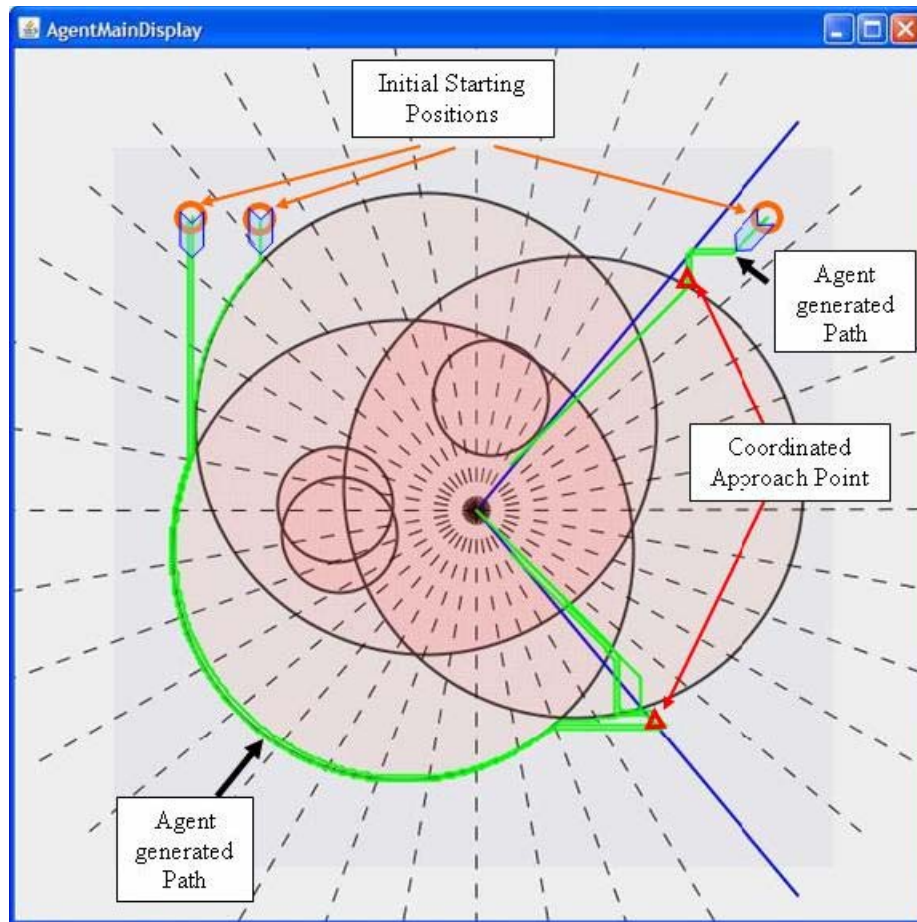 AgentMainDisplay
Initial Starting
Positions
Agent
generated
Path
Coordinated
Approach Point
Agent
generated
Path